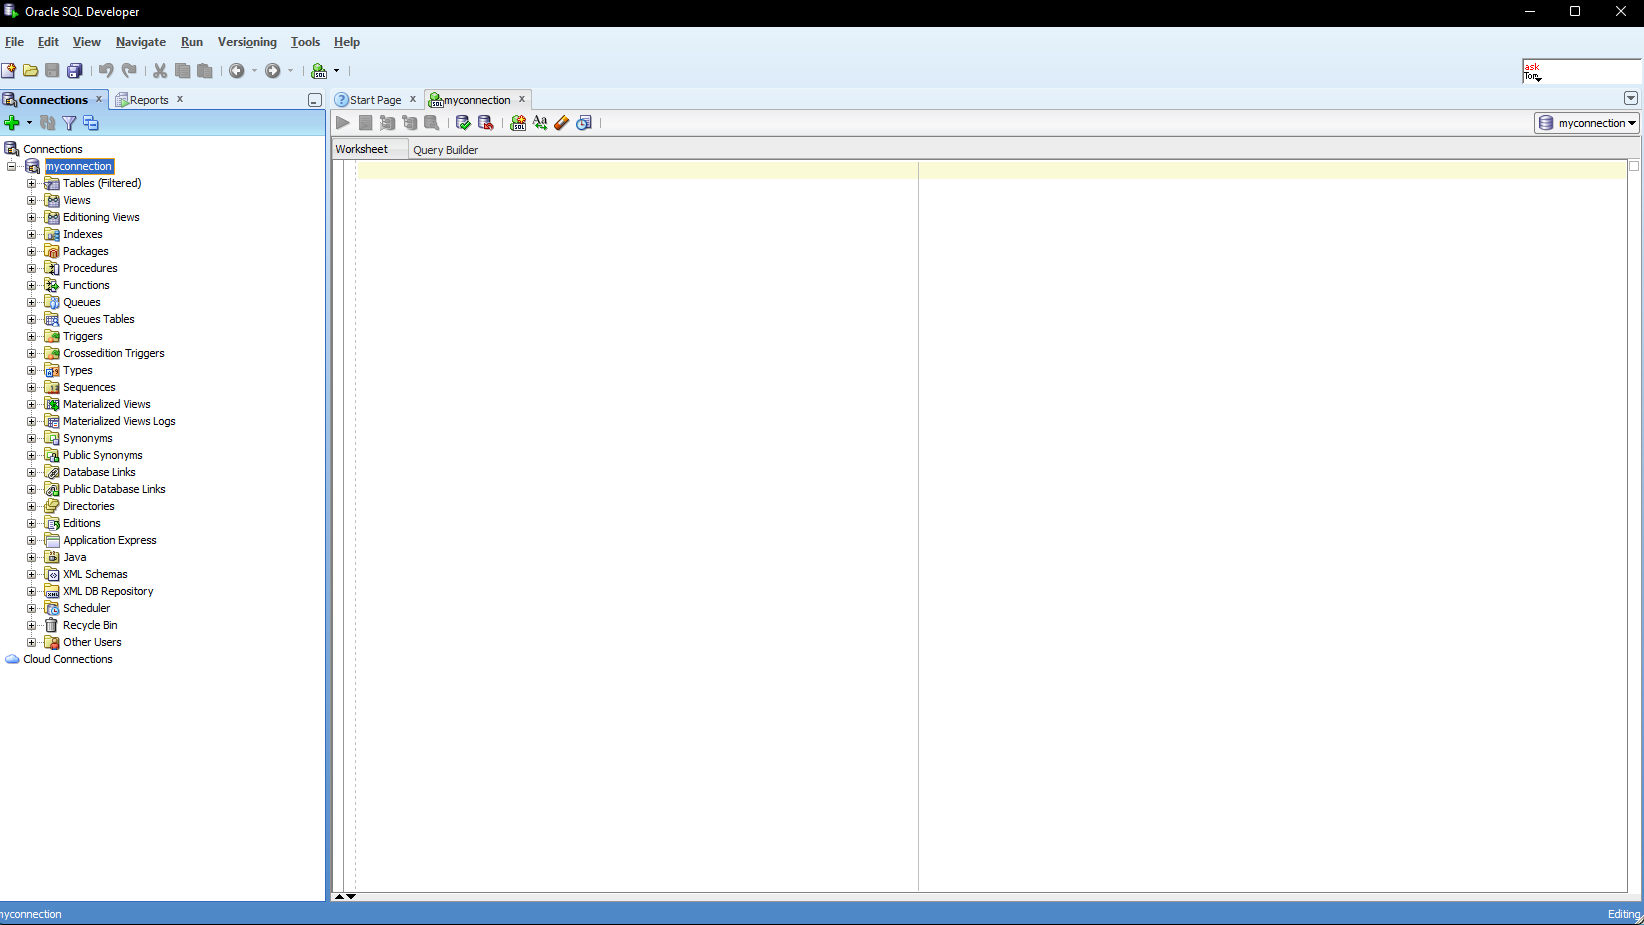 Oracle SQL Developer
File Edit View Navigate Run Versioning Tools Help
ask
Tom
Connections Reports
Start Page myconnection
myconnection
Worksheet Query Builder
Connections
myconnection
Tables (Filtered)
Views
Editioning Views
Indexes
Packages
Procedures
Functions
Queues
Queues Tables
Triggers
Crossedition Triggers
Types
Sequences
Materialized Views
Materialized Views Logs
Synonyms
Public Synonyms
Database Links
Public Database Links
Directories
Editions
Application Express
Java
XML Schemas
XML DB Repository
Scheduler
Recycle Bin
Other Users
Cloud Connections
myconnection Editing